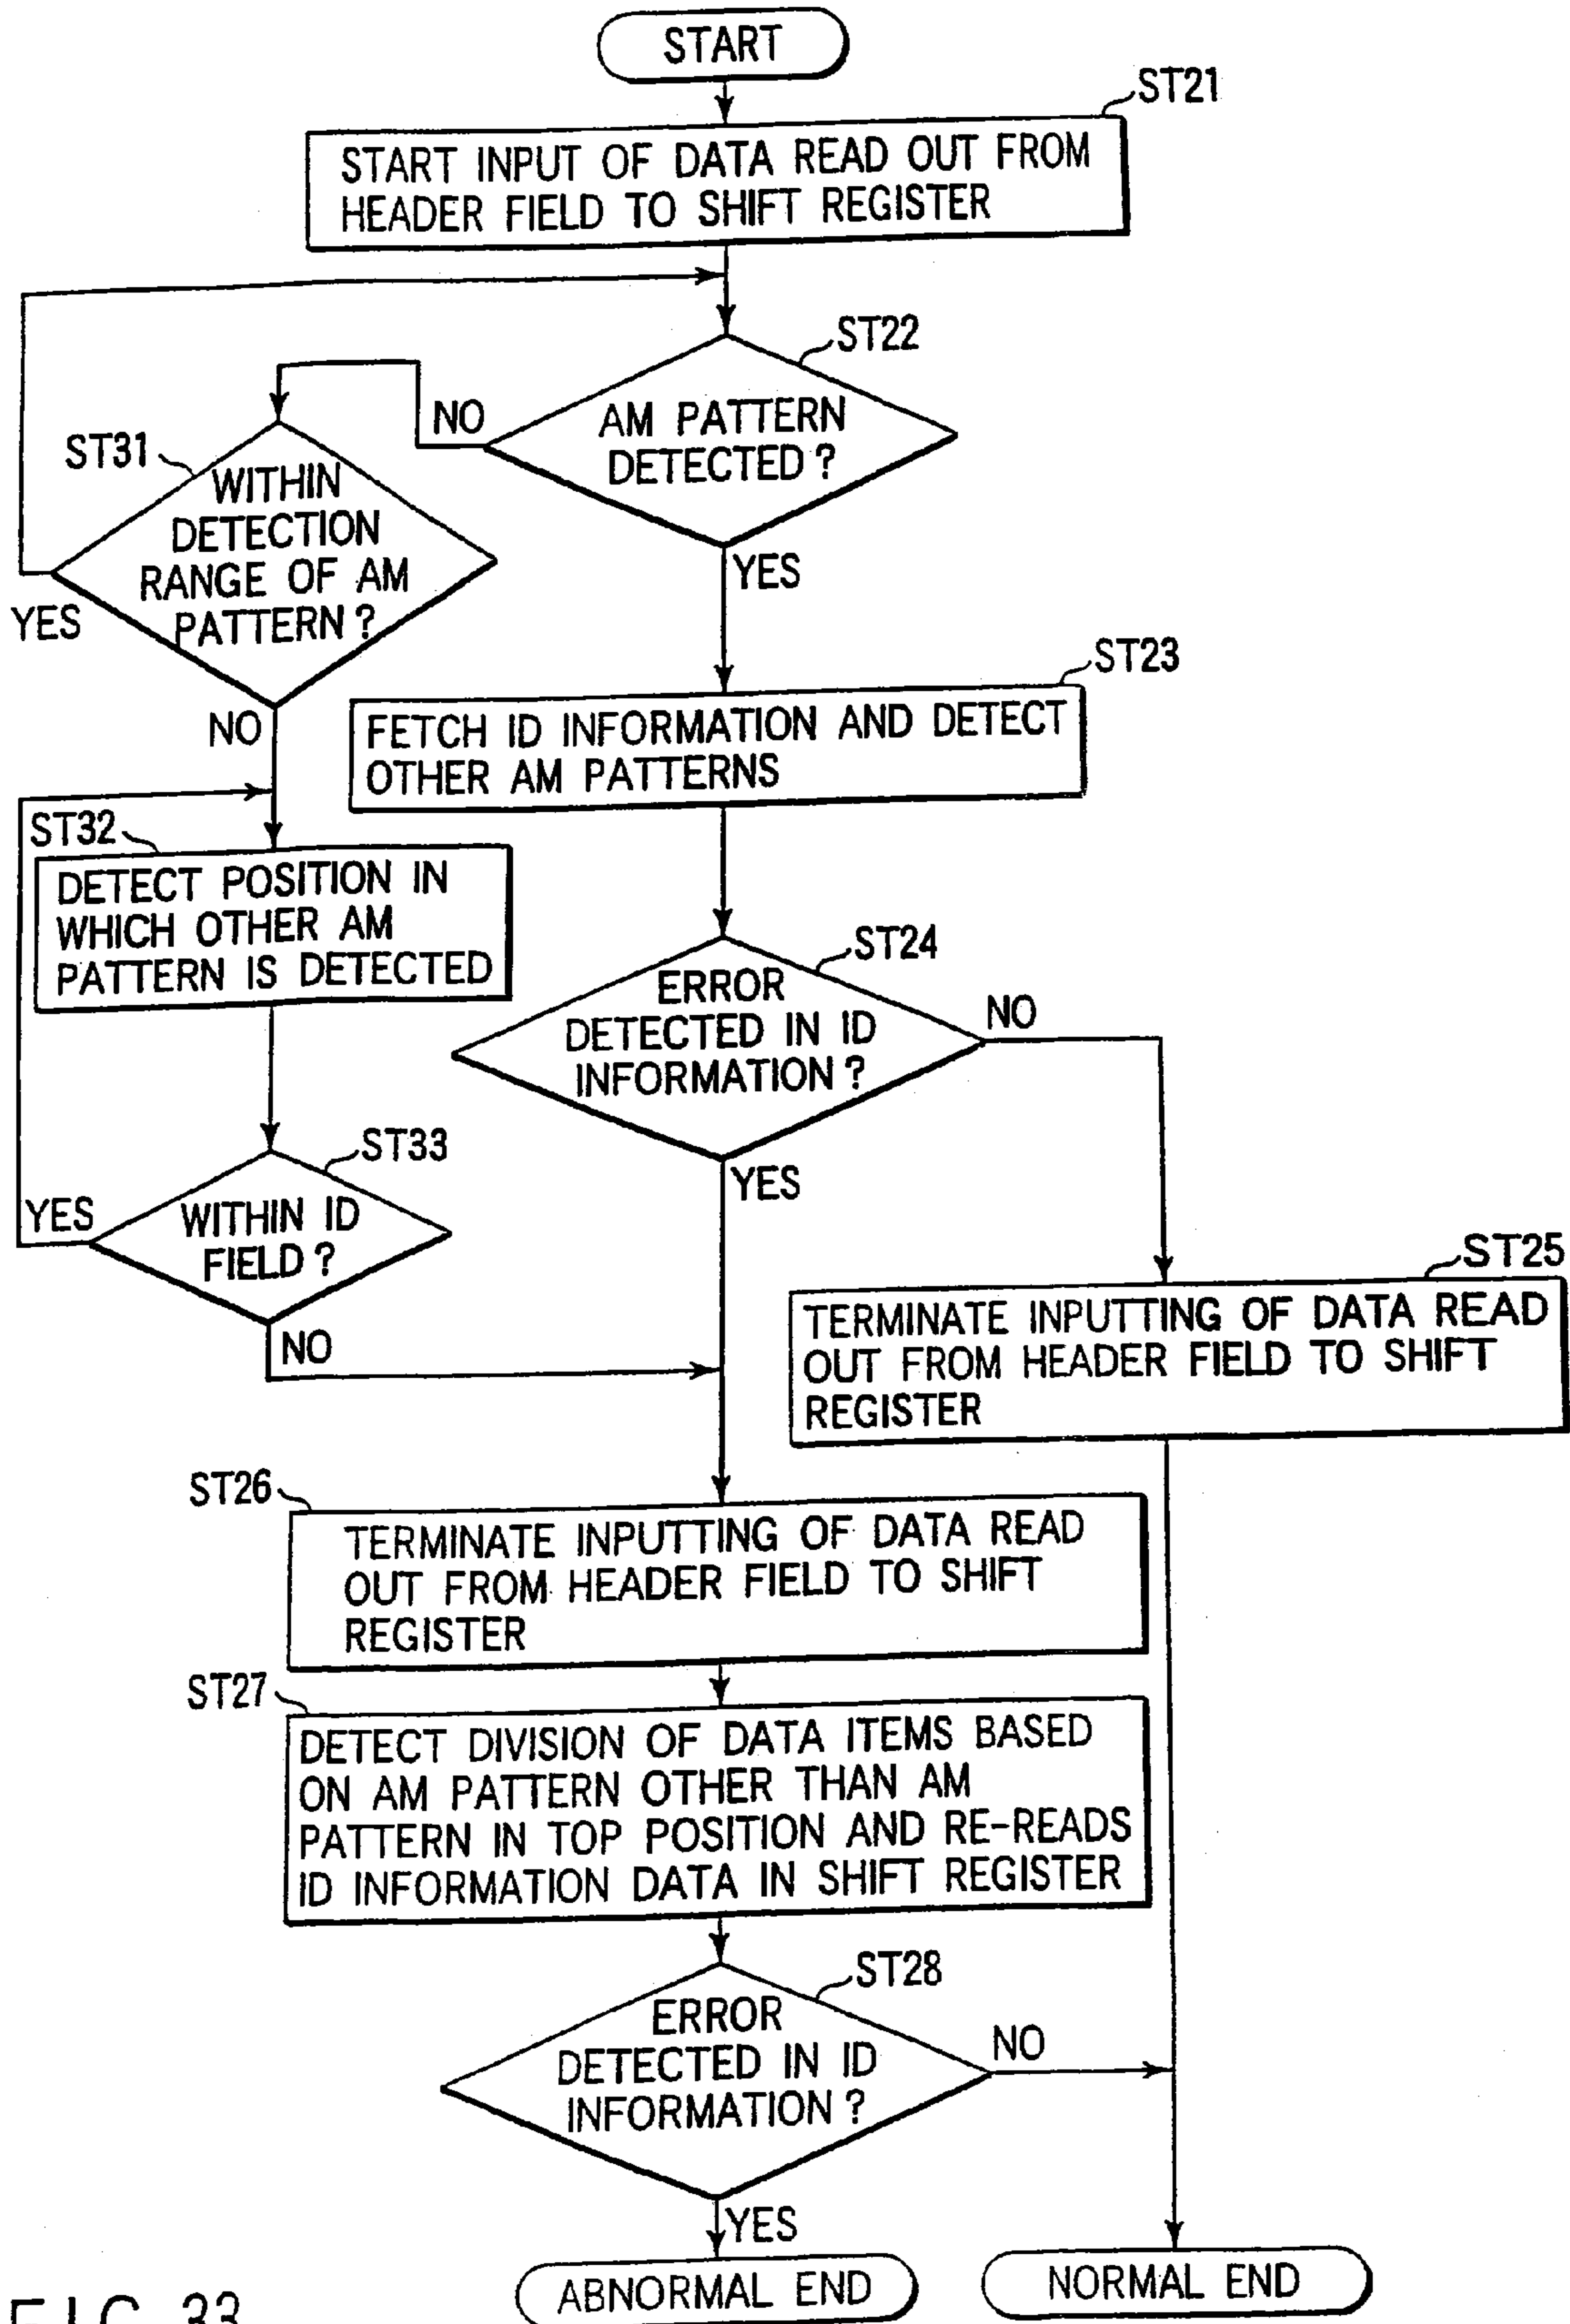 START
ST21
START INPUT OF DATA READ OUT FROM
HEADER FIELD TO SHIFT REGISTER
ST22
AM PATTERN
DETECTED?
NO
YES
ST31
WITHIN
DETECTION
RANGE OF AM
PATTERN?
YES
NO
ST23
FETCH ID INFORMATION AND DETECT
OTHER AM PATTERNS
ST32
DETECT POSITION IN
WHICH OTHER AM
PATTERN IS DETECTED
ST24
ERROR
DETECTED IN ID
INFORMATION?
NO
YES
ST33
WITHIN ID
FIELD?
YES
NO
ST25
TERMINATE INPUTTING OF DATA READ
OUT FROM HEADER FIELD TO SHIFT
REGISTER
ST26
TERMINATE INPUTTING OF DATA READ
OUT FROM HEADER FIELD TO SHIFT
REGISTER
ST27
DETECT DIVISION OF DATA ITEMS BASED
ON AM PATTERN OTHER THAN AM
PATTERN IN TOP POSITION AND RE-READS
ID INFORMATION DATA IN SHIFT REGISTER
ST28
ERROR
DETECTED IN ID
INFORMATION?
NO
YES
ABNORMAL END
NORMAL END
FIG. 33